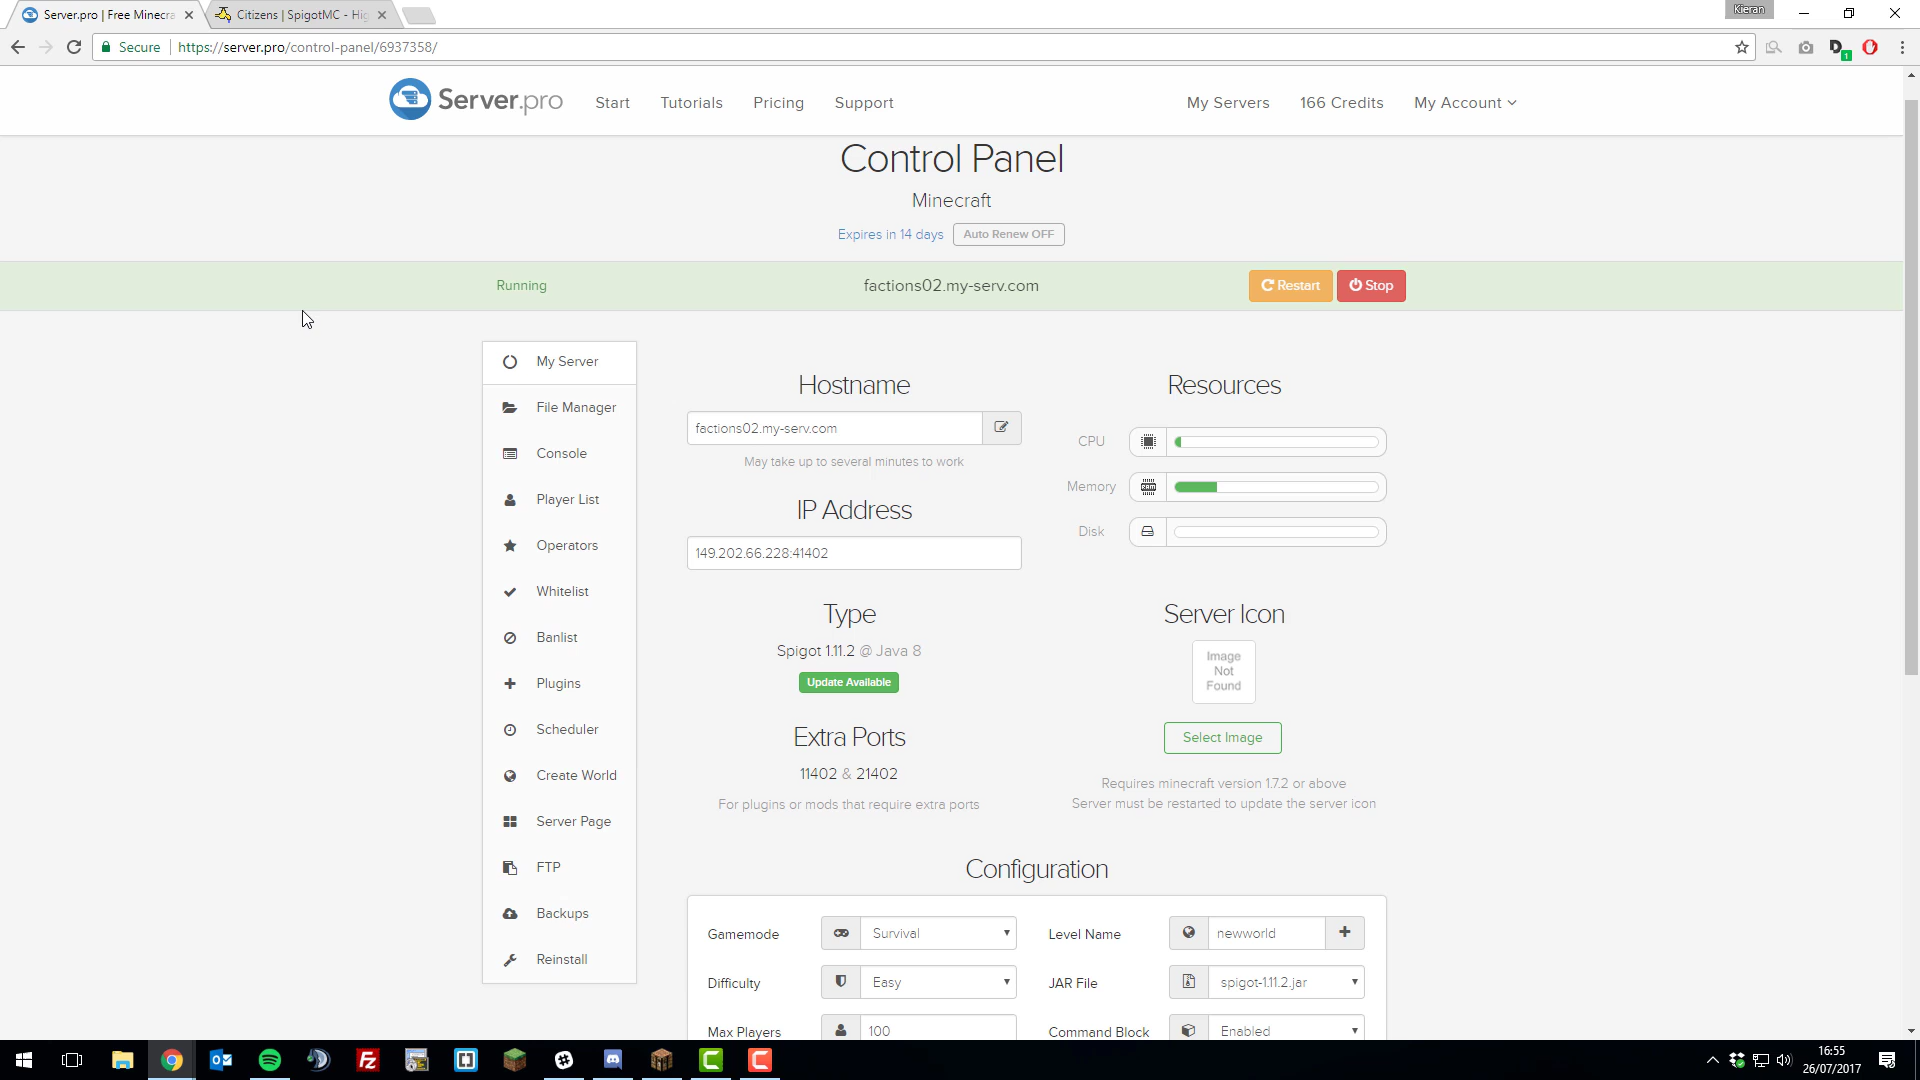 Server.pro | Free Minecra
Citizens | SpigotMC - Hig
Kieran
Secure
https://server.pro/control-panel/6937358/
1
Server.pro
Start
Tutorials
Pricing
Support
My Servers
166 Credits
My Account
Control Panel
Minecraft
Expires in 14 days
Auto Renew OFF
Running
factions02.my-serv.com
Restart
Stop
My Server
File Manager
Console
Player List
Operators
Whitelist
Banlist
Plugins
Scheduler
Create World
Server Page
FTP
Backups
Reinstall
Hostname
factions02.my-serv.com
May take up to several minutes to work
IP Address
149.202.66.228:41402
Type
Spigot 1.11.2 @ Java 8
Update Available
Extra Ports
11402 & 21402
For plugins or mods that require extra ports
Resources
CPU
Memory
Disk
Server Icon
Image
Not
Found
Select Image
Requires minecraft version 1.7.2 or above
Server must be restarted to update the server icon
Configuration
Gamemode
Survival
Level Name
newworld
Difficulty
Easy
JAR File
spigot-1.11.2.jar
Max Players
100
Command Block
Enabled
16:55
26/07/2017